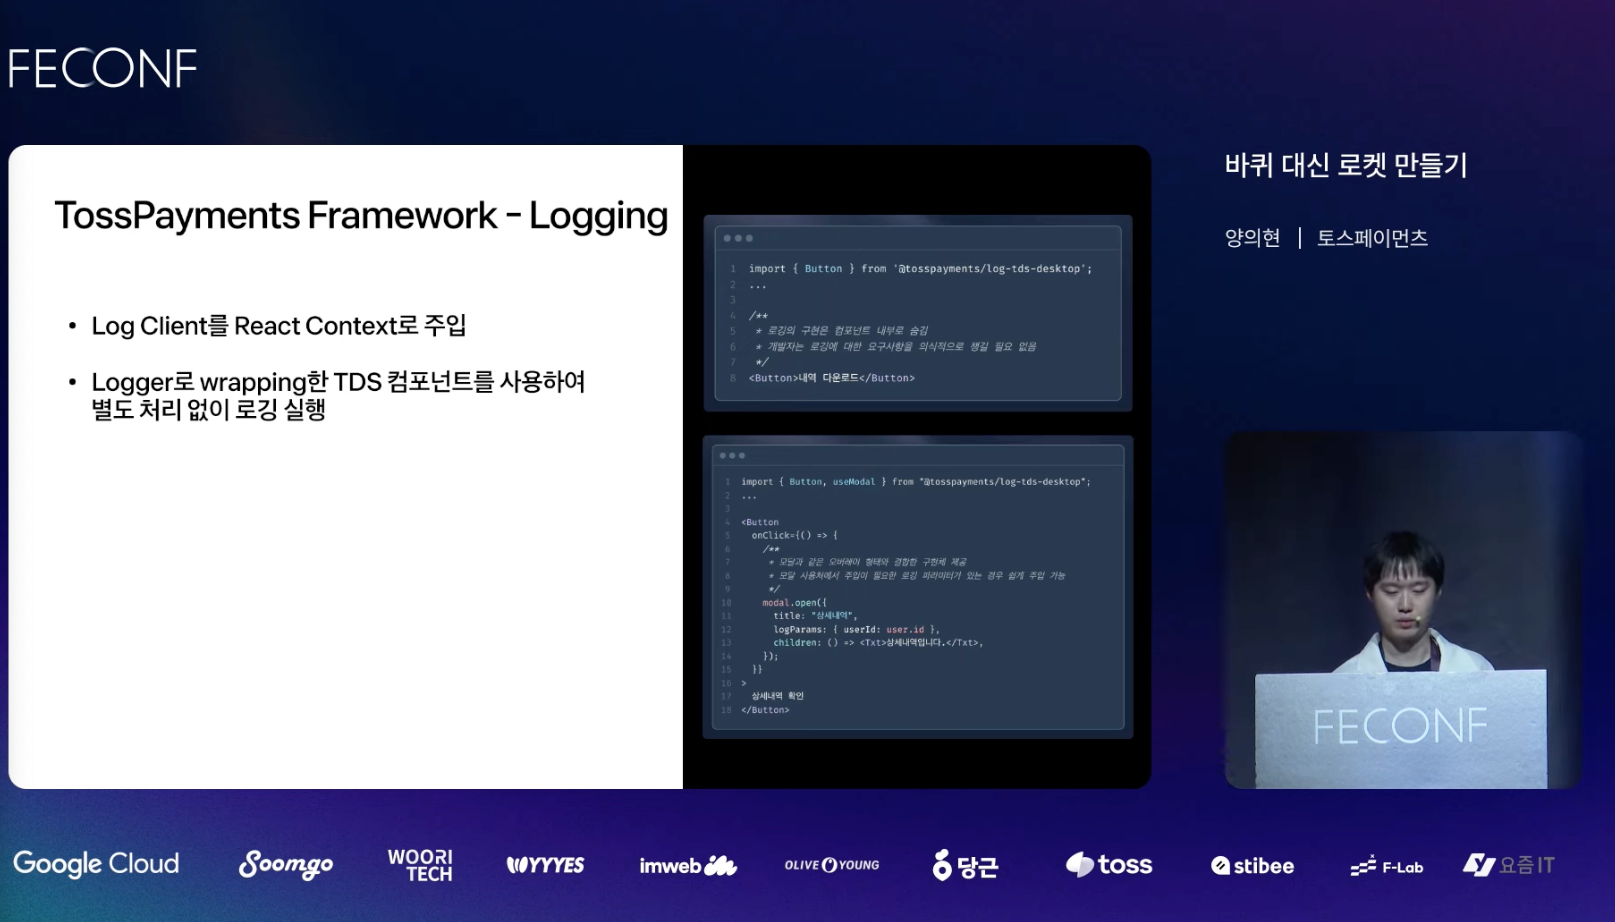 FECONF
TossPayments Framework - Logging
• Log Client를 React Context로 주입
• Logger로 wrapping한 TDS 컴포넌트를 사용하여
별도 처리 없이 로깅 실행
1 import { Button } from '@tosspayments/log-tds-desktop';
2 ...
3
4 /**
5 * 로깅의 구현은 컴포넌트 내부로 숨김
6 * 개발자는 로깅에 대한 요구사항을 의식적으로 챙길 필요 없음
7 */
8 <Button>내역 다운로드</Button>
1 import { Button, useModal } from "@tosspayments/log-tds-desktop";
2 ...
3
4 <Button
5 onClick={() => {
6 /**
7 * 모달과 같은 오버레이 형태와 결합한 구현체 제공
8 * 모달 사용처에서 주입이 필요한 로깅 파라미터가 있는 경우 쉽게 주입 가능
9 */
10 modal.open({
11 title: "상세내역",
12 logParams: { userId: user.id },
13 children: () => <Txt>상세내역입니다.</Txt>,
14 });
15 }}
16 >
17 상세내역 확인
18 </Button>
바퀴 대신 로켓 만들기
양의현 | 토스페이먼츠
FECONF
Google Cloud
Soomgo
WOORI
TECH
WYYYES
imweb
OLIVE YOUNG
당근
toss
stibee
F-Lab
요즘IT